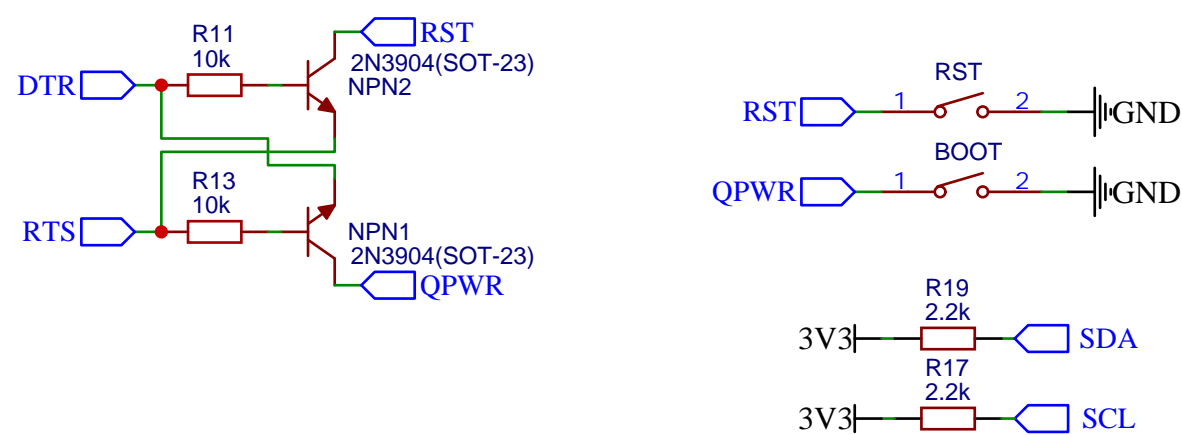 R11
10k
DTR
RST
2N3904(SOT-23)
NPN2
R13
10k
RTS
NPN1
2N3904(SOT-23)
QPWR
RST
RST
1
2
GND
BOOT
QPWR
1
2
GND
R19
2.2k
3V3
SDA
R17
2.2k
3V3
SCL